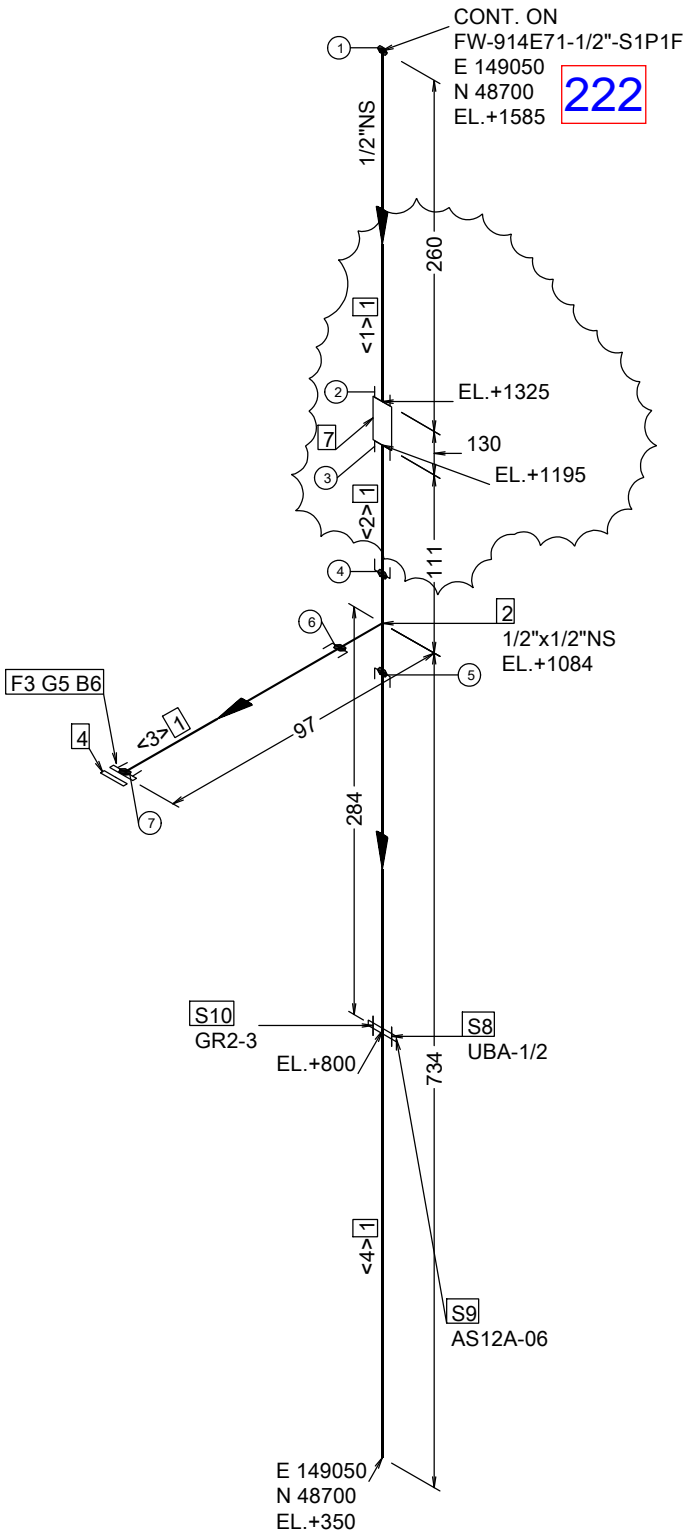 CONT. ON
FW-914E71-1/2"-S1P1F
E 149050
N 48700
EL.+1585
222
1
1/2"NS
260
<1> 1
2
EL.+1325
7
130
3
EL.+1195
<2> 1
111
4
2
1/2"x1/2"NS
EL.+1084
6
5
F3 G5 B6
4
<3> 1
97
7
284
S10
GR2-3
EL.+800
S8
UBA-1/2
734
<4> 1
S9
AS12A-06
E 149050
N 48700
EL.+350